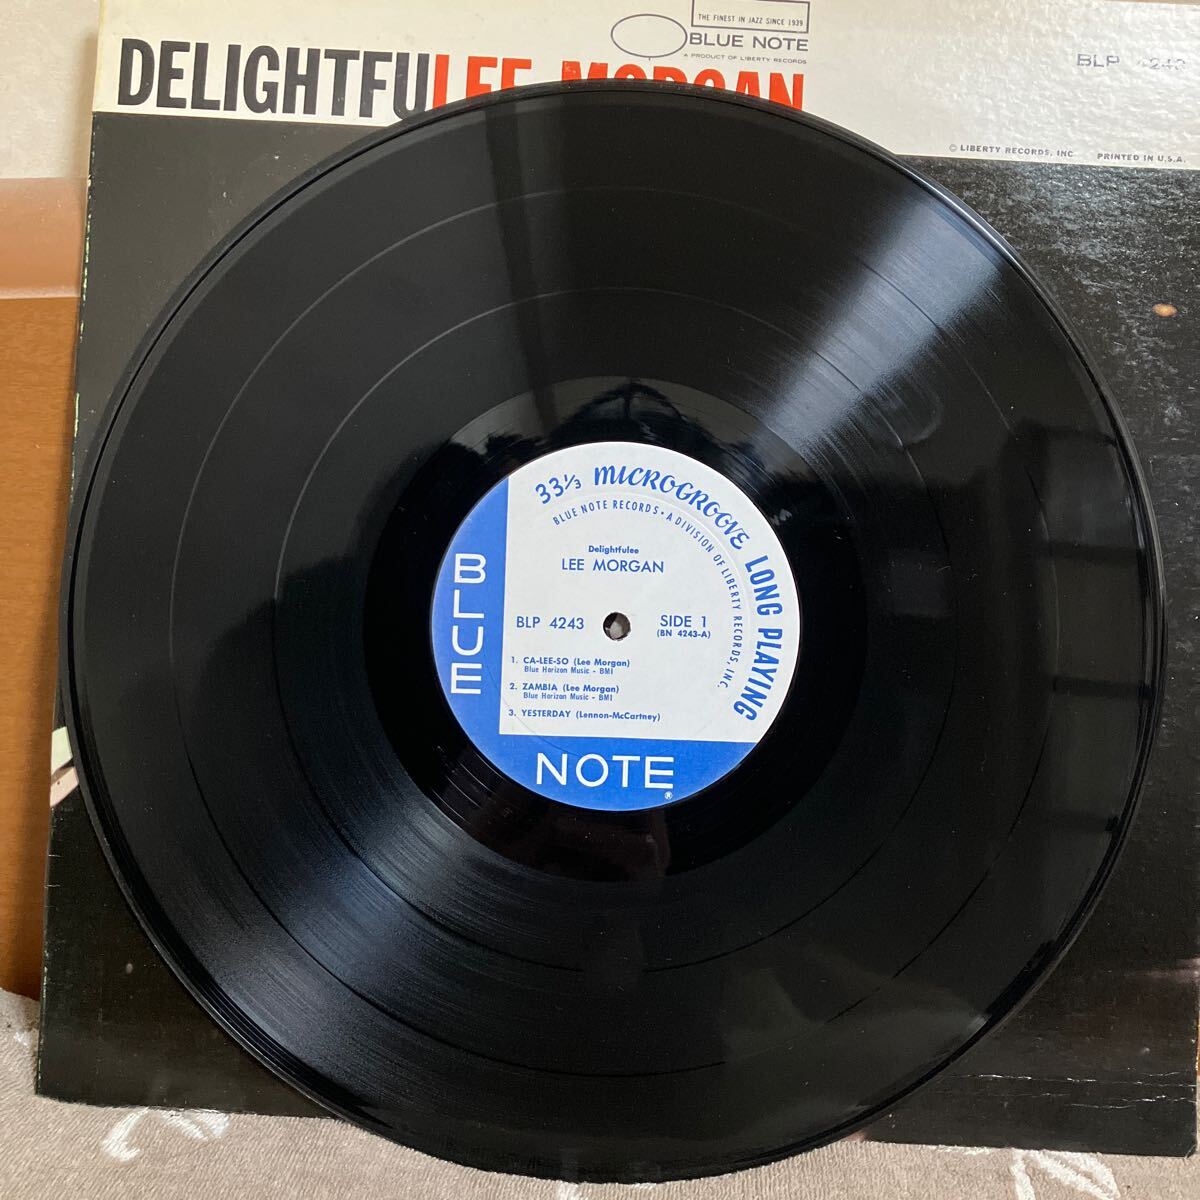 THE FINEST IN JAZZ SINCE 1939
BLUE NOTE
A PRODUCT OF LIBERTY RECORDS
BLP 4243
DELIGHTFULEE MORGAN
© LIBERTY RECORDS, INC PRINTED IN U.S.A.
33 1/3 MICROGROOVE LONG PLAYING
BLUE NOTE RECORDS • A DIVISION OF LIBERTY RECORDS, INC.
Delightfulee
LEE MORGAN
BLP 4243 SIDE 1
(BN 4243-A)
1. CA-LEE-SO (Lee Morgan)
Blue Horizon Music - BMI
2. ZAMBIA (Lee Morgan)
Blue Horizon Music - BMI
3. YESTERDAY (Lennon-McCartney)
BLUE
NOTE
®